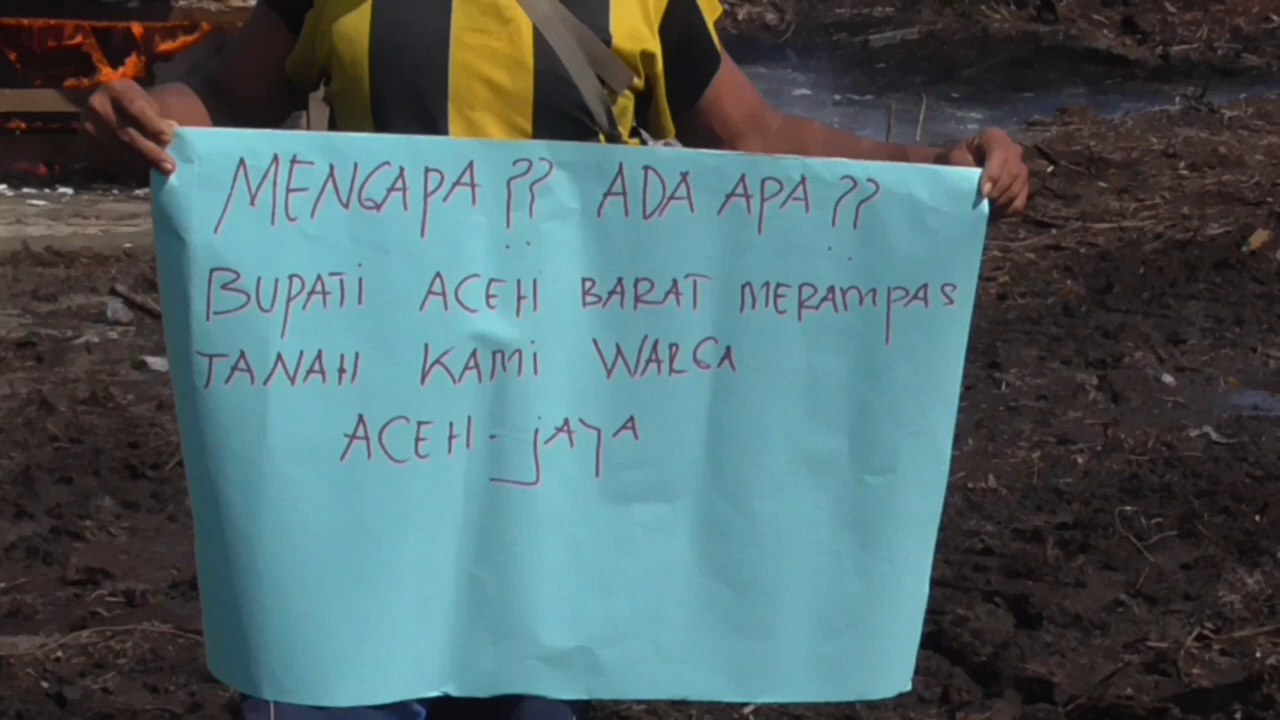 MENGAPA ?? ADA APA ??
BUPATi ACEH BARAT MERAMPAS
TANAH KAMi WARGA
ACEH-jAyA